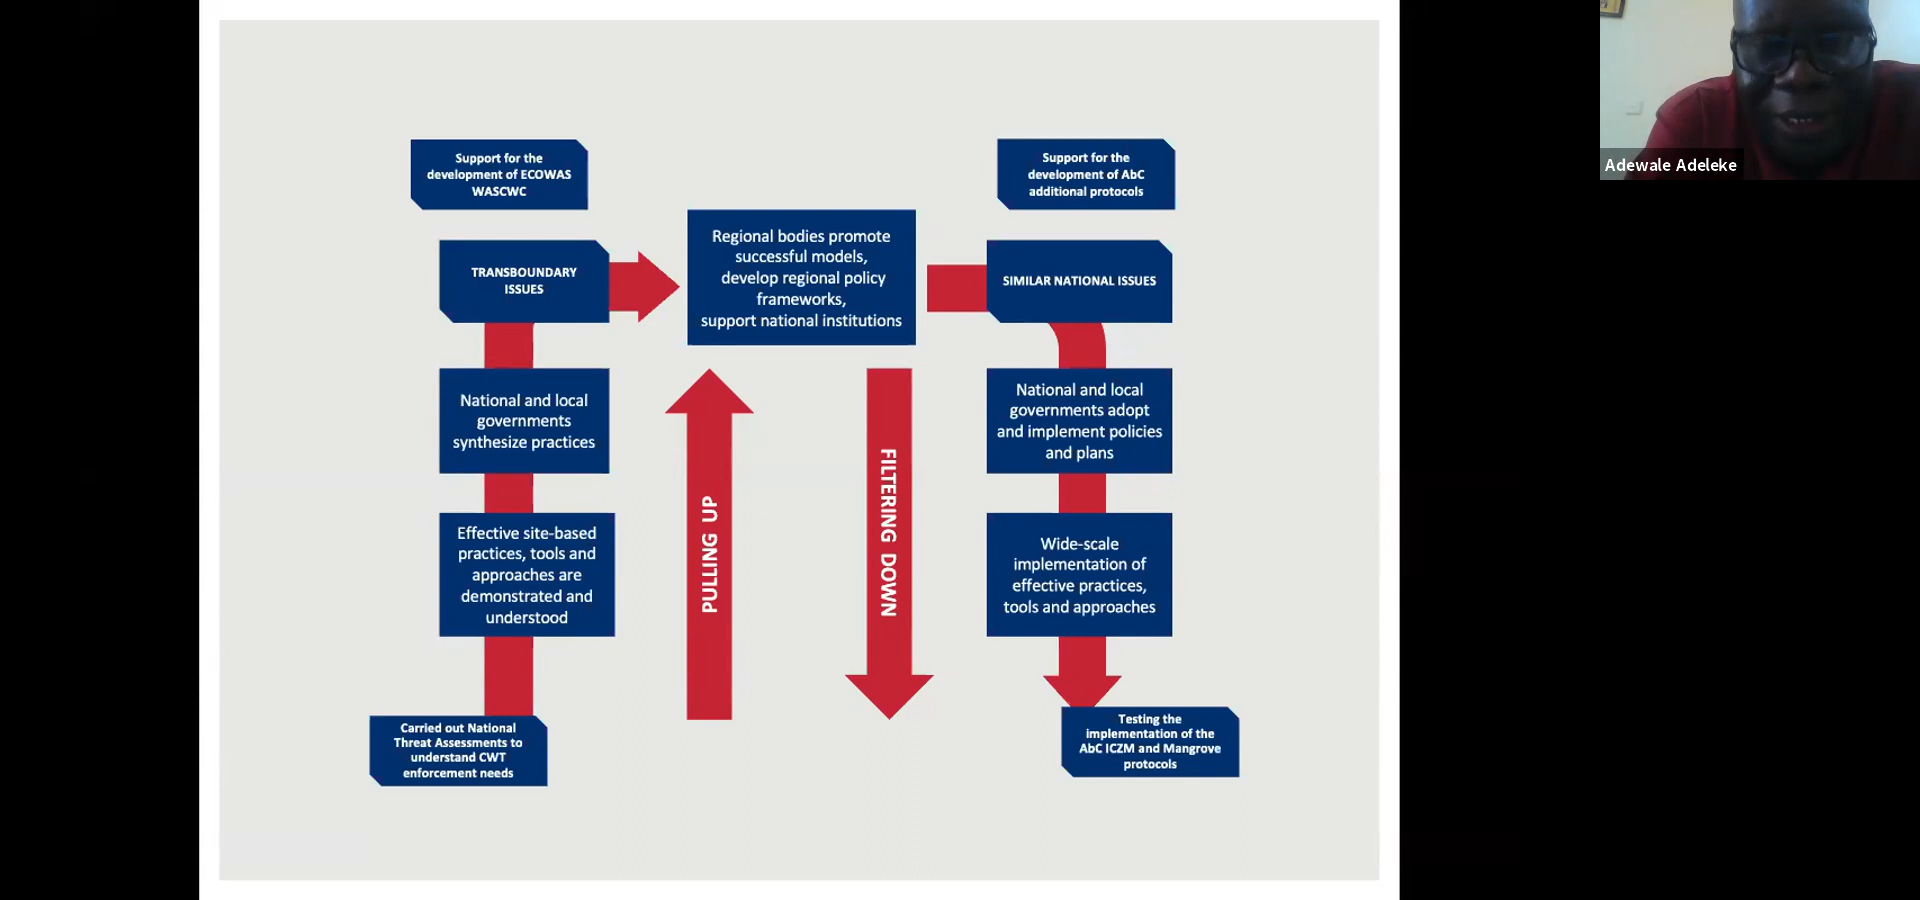 Support for the
development of ECOWAS
WASCWC
Support for the
development of AbC
additional protocols
Adewale Adeleke
TRANSBOUNDARY
ISSUES
Regional bodies promote
successful models,
develop regional policy
frameworks,
support national institutions
SIMILAR NATIONAL ISSUES
National and local
governments
synthesize practices
National and local
governments adopt
and implement policies
and plans
PULLING UP
FILTERING DOWN
Effective site-based
practices, tools and
approaches are
demonstrated and
understood
Wide-scale
implementation of
effective practices,
tools and approaches
Carried out National
Threat Assessments to
understand CWT
enforcement needs
Testing the
implementation of the
AbC ICZM and Mangrove
protocols